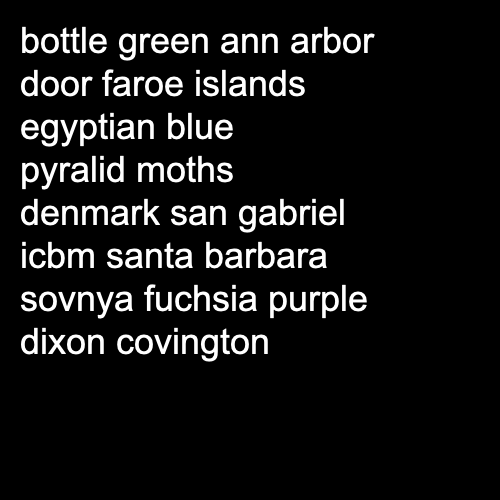 bottle green ann arbor
door faroe islands
egyptian blue
pyralid moths
denmark san gabriel
icbm santa barbara
sovnya fuchsia purple
dixon covington